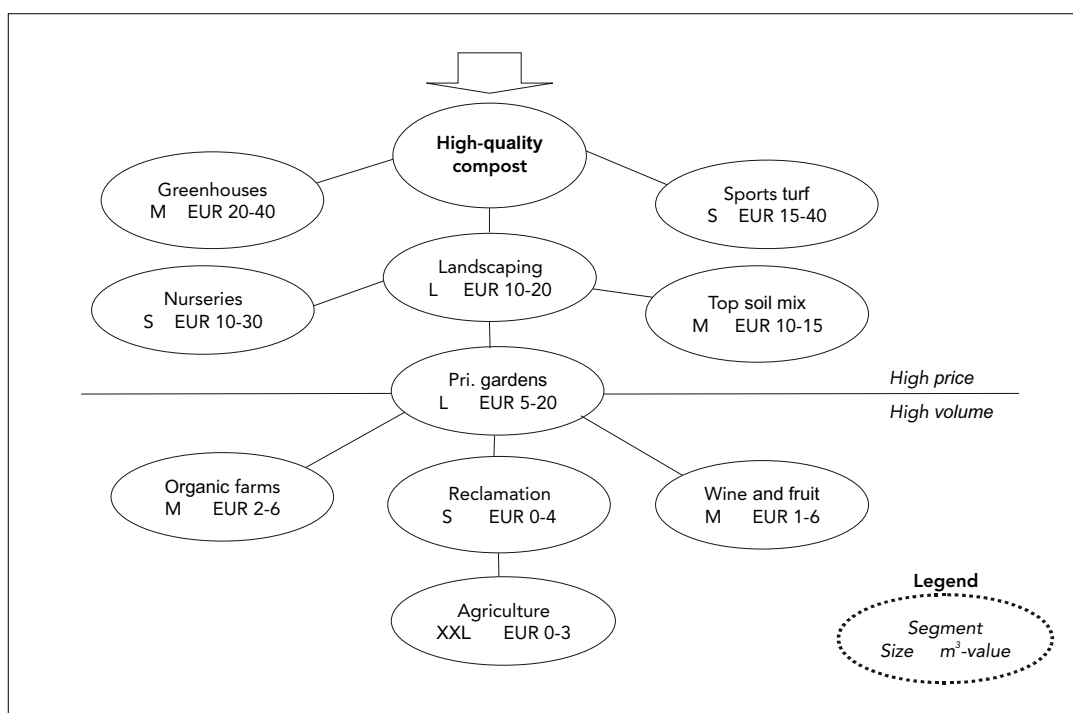 High-quality
compost
Greenhouses
M EUR 20-40
Sports turf
S EUR 15-40
Landscaping
L EUR 10-20
Nurseries
S EUR 10-30
Top soil mix
M EUR 10-15
Pri. gardens
L EUR 5-20
High price
High volume
Organic farms
M EUR 2-6
Reclamation
S EUR 0-4
Wine and fruit
M EUR 1-6
Agriculture
XXL EUR 0-3
Legend
Segment
Size m³-value